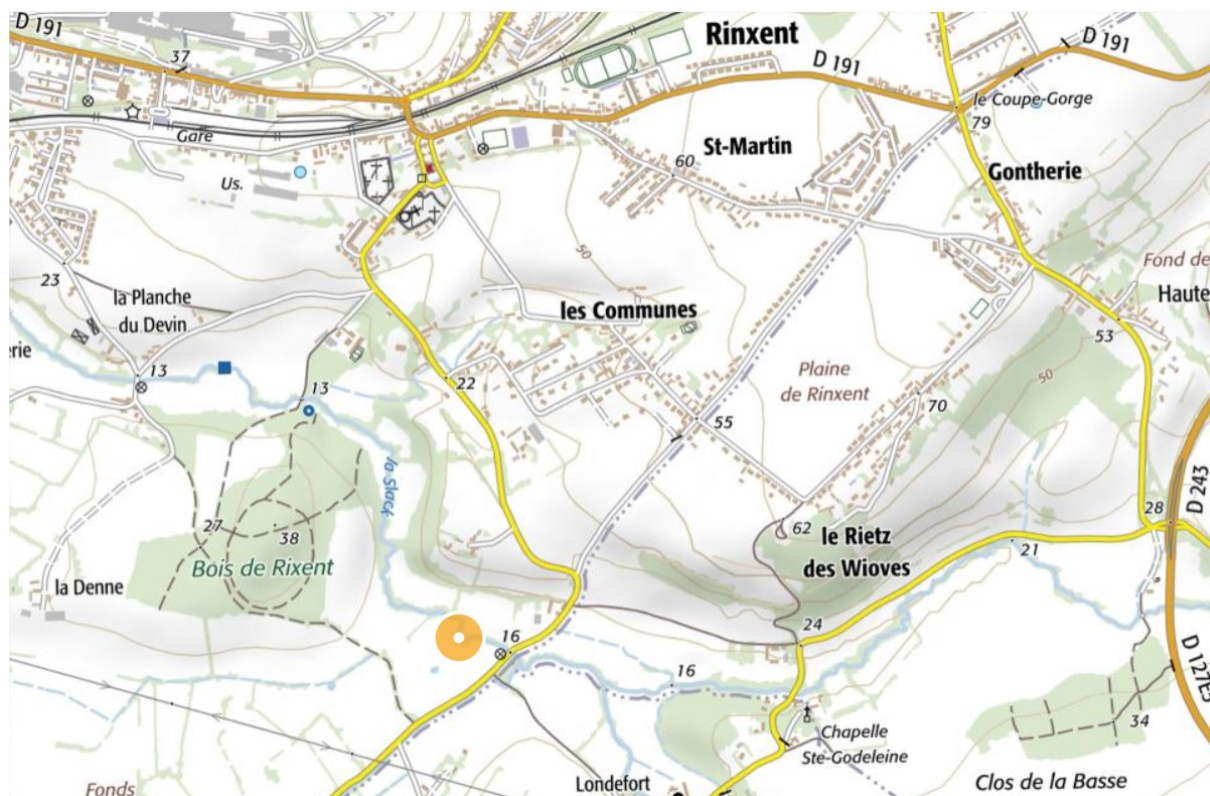 D 191
37
Rinxent
D 191
D 191
le Coupe-Gorge
79
Gare
Us.
St-Martin
60
Gontherie
50
23
Fond de
Haute
la Planche
du Devin
les Communes
53
erie
13
13
22
Plaine
de Rinxent
50
70
55
la Slack
27
38
Bois de Rixent
62
le Rietz
des Wioves
28
D 243
21
la Denne
24
16
16
D 127E5
34
Chapelle
Ste-Godeleine
Fonds
Londefort
Clos de la Basse